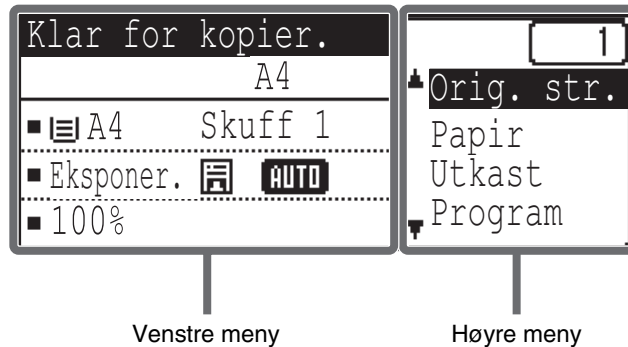 Klar for kopier.
A4
A4 Skuff 1
Eksponer. AUTO
100%
1
Orig. str.
Papir
Utkast
Program
Venstre meny
Høyre meny